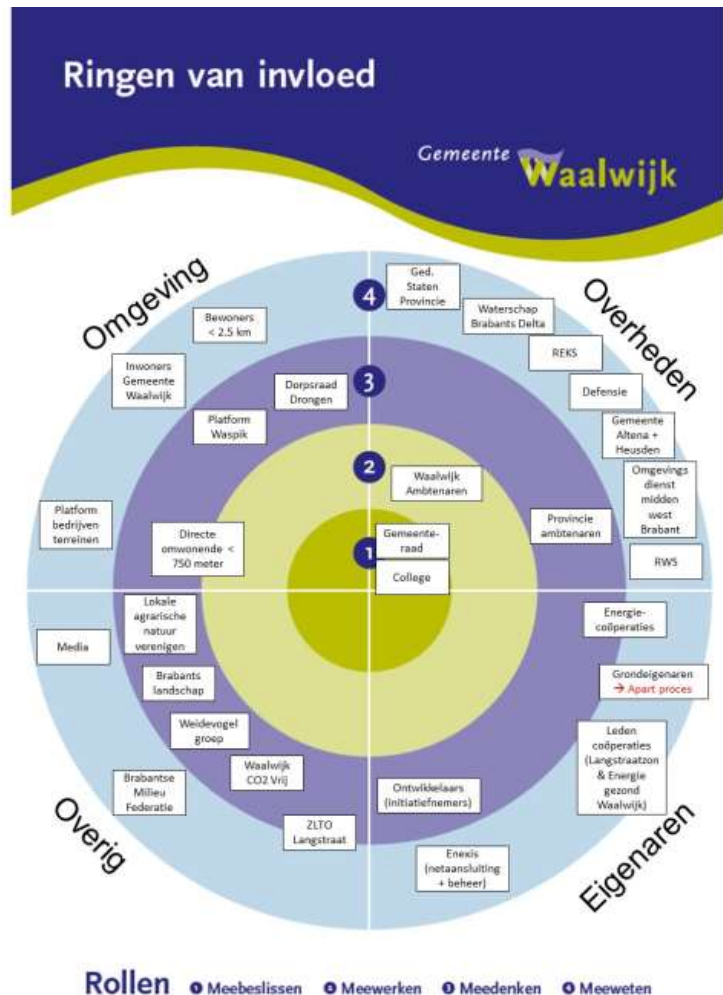 Ringen van invloed
Gemeente Waalwijk
Omgeving
Overheden
4
Ged.
Staten
Provincie
Bewoners
< 2.5 km
Waterschap
Brabants Delta
REKS
Inwoners
Gemeente
Waalwijk
3
Dorpsraad
Drongen
Defensie
Platform
Waspik
Gemeente
Altena +
Heusden
2
Waalwijk
Ambtenaren
Omgevings
dienst
midden
west
Brabant
Platform
bedrijven
terreinen
Directe
omwonende <
750 meter
Provincie
ambtenaren
1
Gemeente-
raad
College
RWS
Lokale
agrarische
natuur
verenigen
Energie-
coöperaties
Media
Brabants
landschap
Grondeigenaren
→ Apart proces
Weidevogel
groep
Leden
coöperaties
(Langstraatzon
& Energie
gezond
Waalwijk)
Waalwijk
CO2 Vrij
Brabantse
Milieu
Federatie
Ontwikkelaars
(initiatiefnemers)
ZLTO
Langstraat
Enexis
(netaansluiting
+ beheer)
Overig
Eigenaren
Rollen 1 Meebeslissen 2 Meewerken 3 Meedenken 4 Meeweten